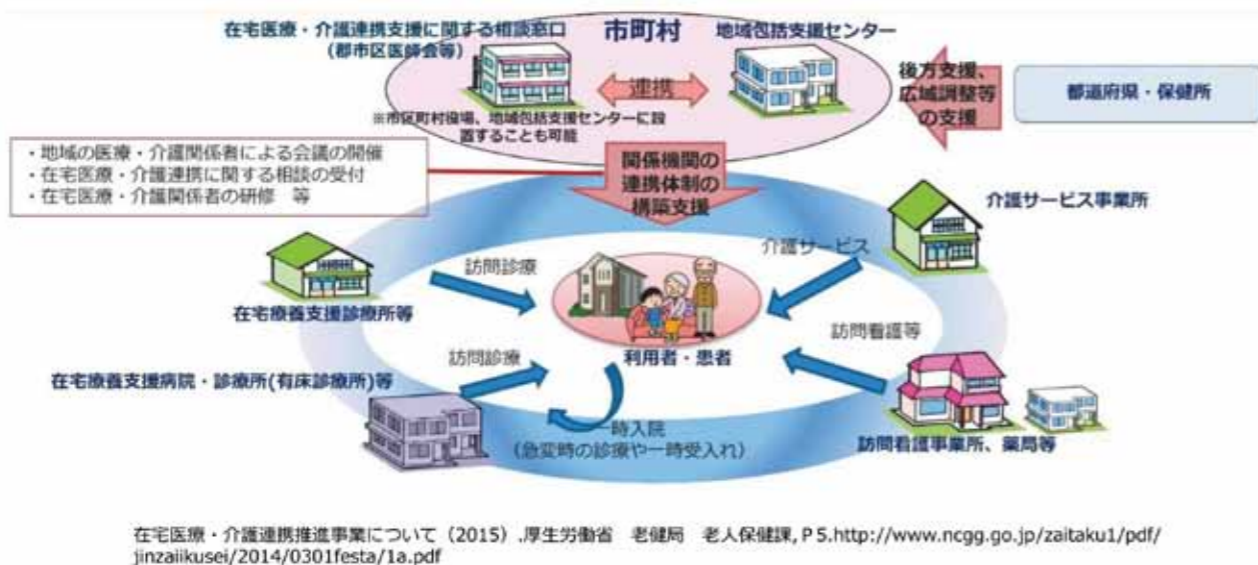 在宅医療・介護連携支援に関する相談窓口
(郡市区医師会等)
市町村
地域包括支援センター
連携
※市区町村役場、地域包括支援センターに設
置することも可能
後方支援、
広域調整等
の支援
都道府県・保健所
・地域の医療・介護関係者による会議の開催
・在宅医療・介護連携に関する相談の受付
・在宅医療・介護関係者の研修 等
関係機関の
連携体制の
構築支援
介護サービス事業所
介護サービス
訪問診療
在宅療養支援診療所等
利用者・患者
訪問看護等
訪問診療
在宅療養支援病院・診療所(有床診療所)等
一時入院
(急変時の診療や一時受入れ)
訪問看護事業所、薬局等
在宅医療・介護連携推進事業について(2015).厚生労働省 老健局 老人保健課,P5.http://www.ncgg.go.jp/zaitaku1/pdf/
jinzaiikusei/2014/0301festa/1a.pdf